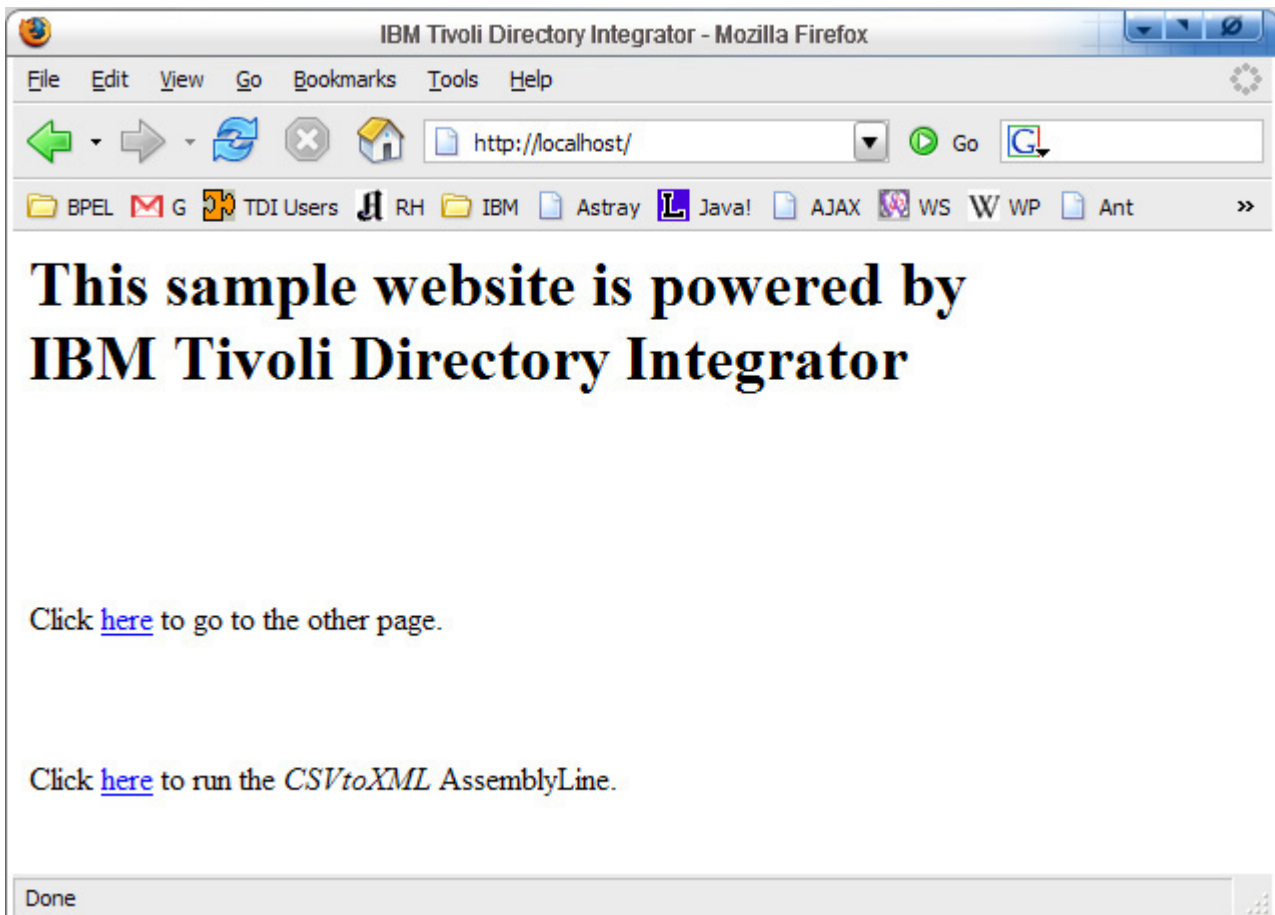 IBM Tivoli Directory Integrator - Mozilla Firefox
File Edit View Go Bookmarks Tools Help
http://localhost/ Go G
BPEL G TDI Users RH IBM Astray L Java! AJAX WS W WP Ant »
This sample website is powered by
IBM Tivoli Directory Integrator
Click here to go to the other page.
Click here to run the CSVtoXML AssemblyLine.
Done